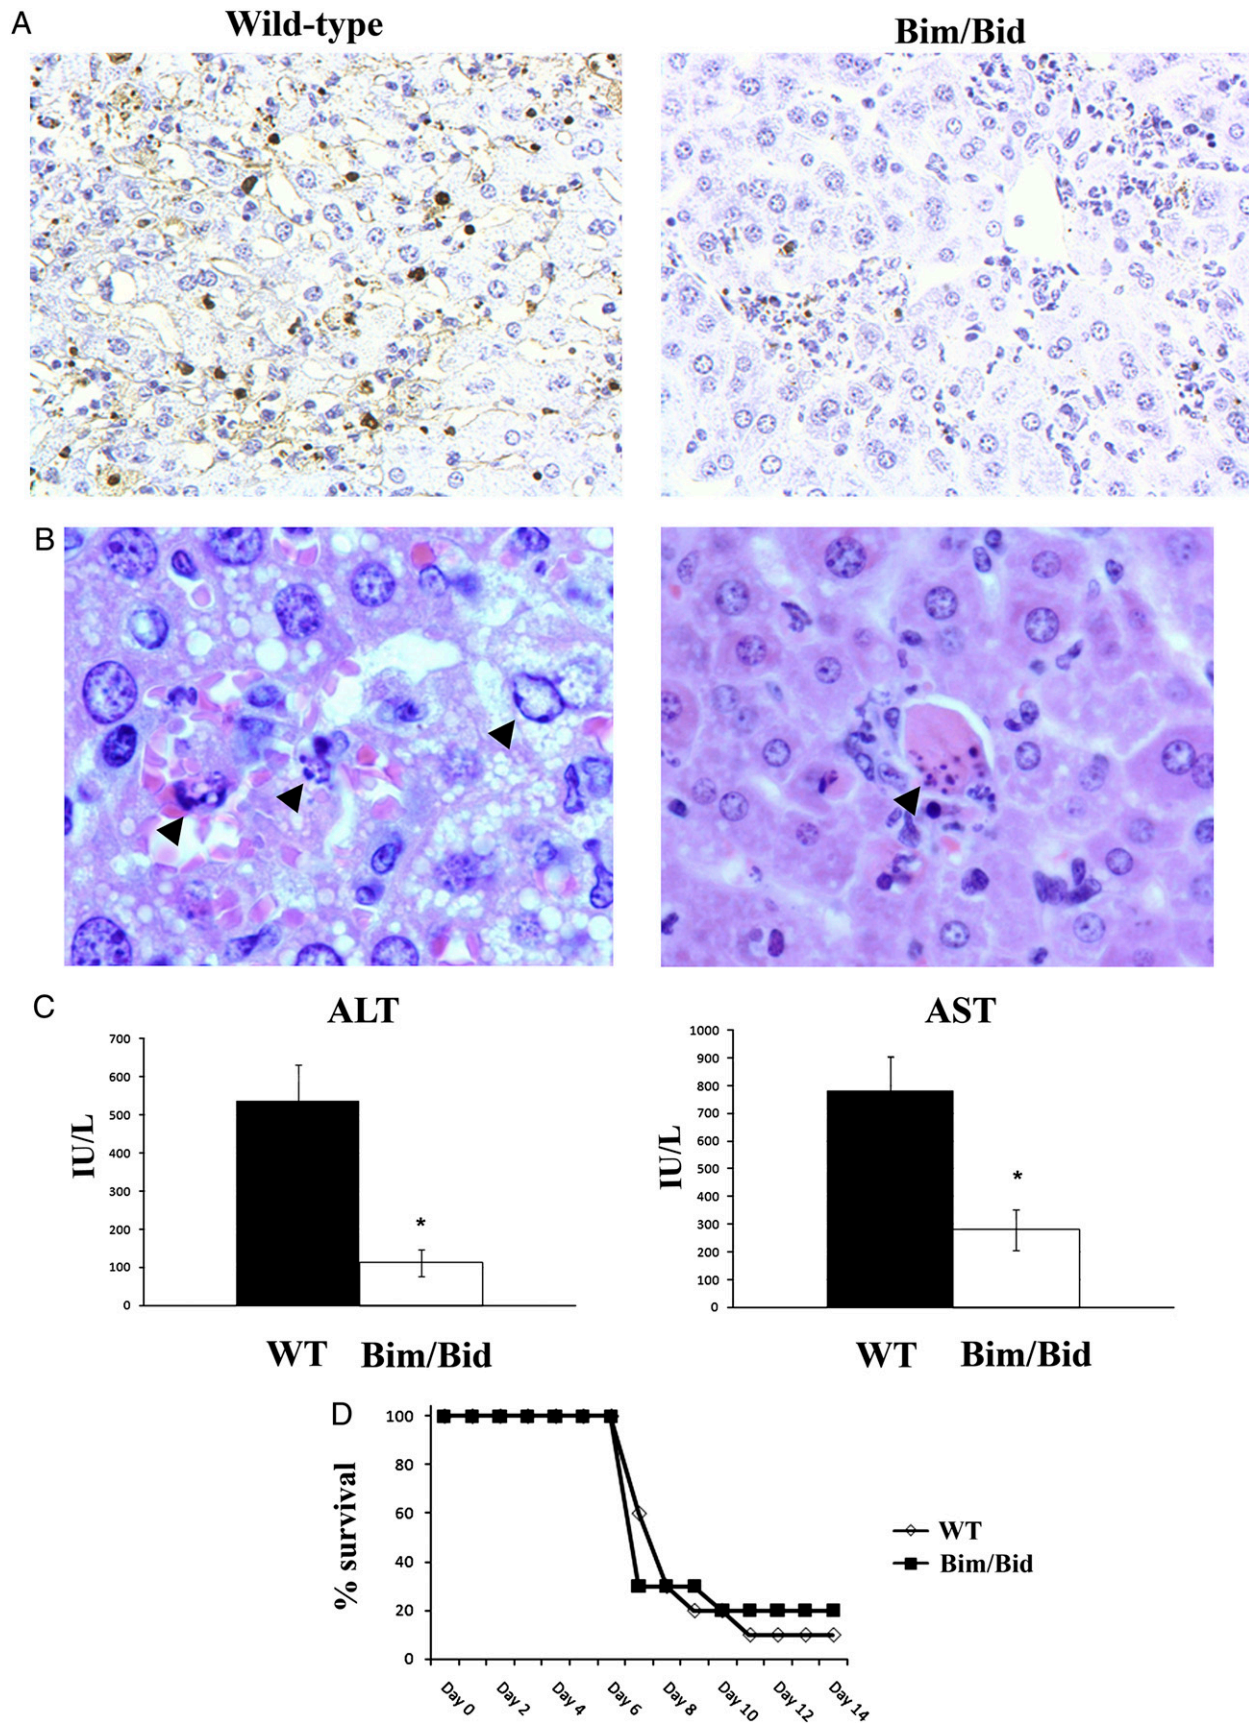 A
Wild-type
Bim/Bid
B
C
ALT
AST
700
600
500
400
300
200
100
0
IU/L
WT
Bim/Bid
1000
900
800
700
600
500
400
300
200
100
0
IU/L
*
*
WT
Bim/Bid
D
100
80
60
40
20
0
% survival
Day 0
Day 2
Day 4
Day 6
Day 8
Day 10
Day 12
Day 14
WT
Bim/Bid